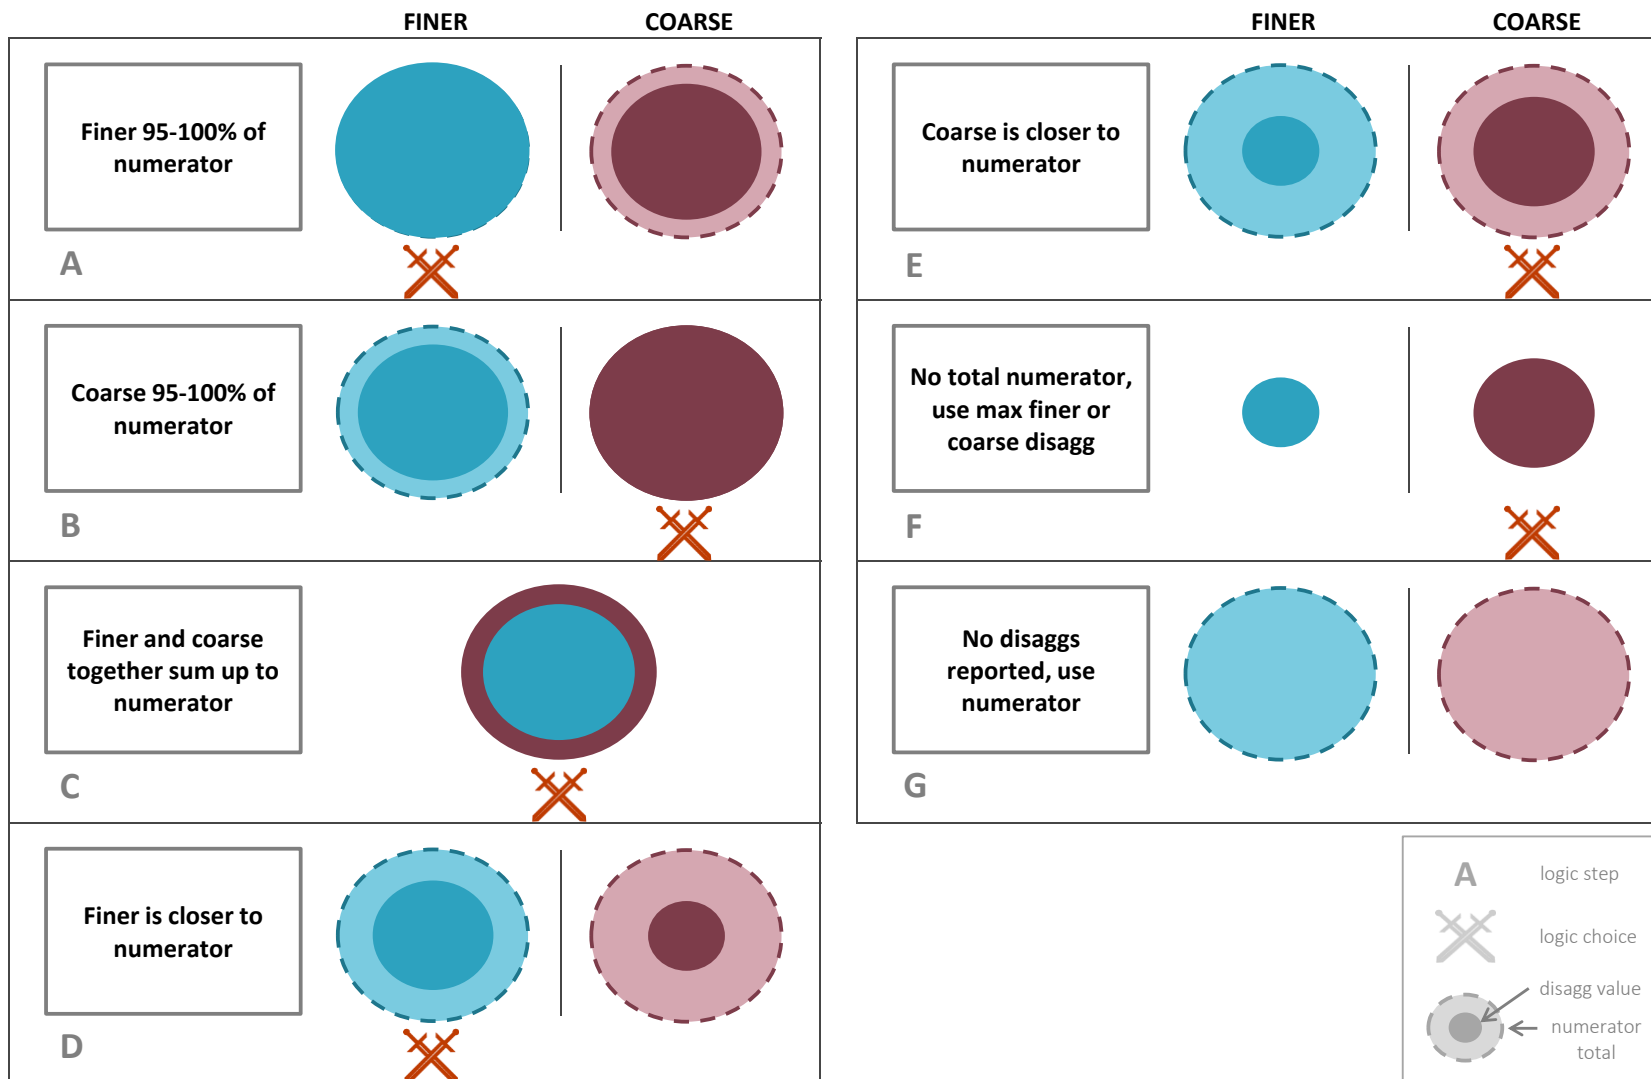 FINER COARSE
Finer 95-100% of
numerator
A
Coarse 95-100% of
numerator
B
Finer and coarse
together sum up to
numerator
C
Finer is closer to
numerator
D
FINER COARSE
Coarse is closer to
numerator
E
No total numerator,
use max finer or
coarse disagg
F
No disaggs
reported, use
numerator
G
A logic step
logic choice
disagg value
numerator
total